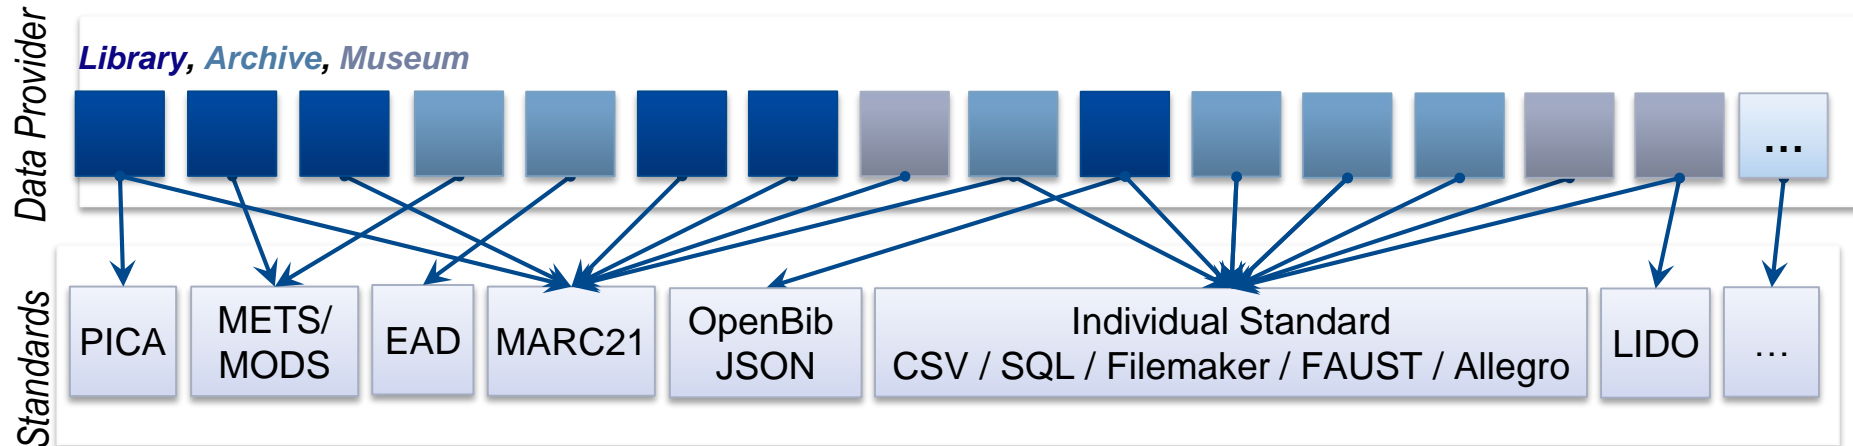 Data Provider
Library, Archive, Museum
...
Standards
PICA
METS/
MODS
EAD
MARC21
OpenBib
JSON
Individual Standard
CSV / SQL / Filemaker / FAUST / Allegro
LIDO
...